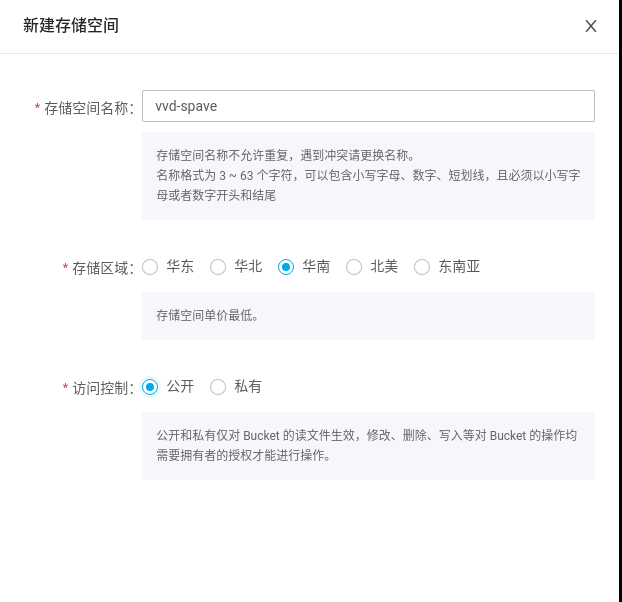 新建存储空间 X
* 存储空间名称: vvd-spave
存储空间名称不允许重复，遇到冲突请更换名称。
名称格式为 3 ~ 63 个字符，可以包含小写字母、数字、短划线，且必须以小写字
母或者数字开头和结尾
* 存储区域: 华东 华北 华南 北美 东南亚
存储空间单价最低。
* 访问控制: 公开 私有
公开和私有仅对 Bucket 的读文件生效，修改、删除、写入等对 Bucket 的操作均
需要拥有者的授权才能进行操作。